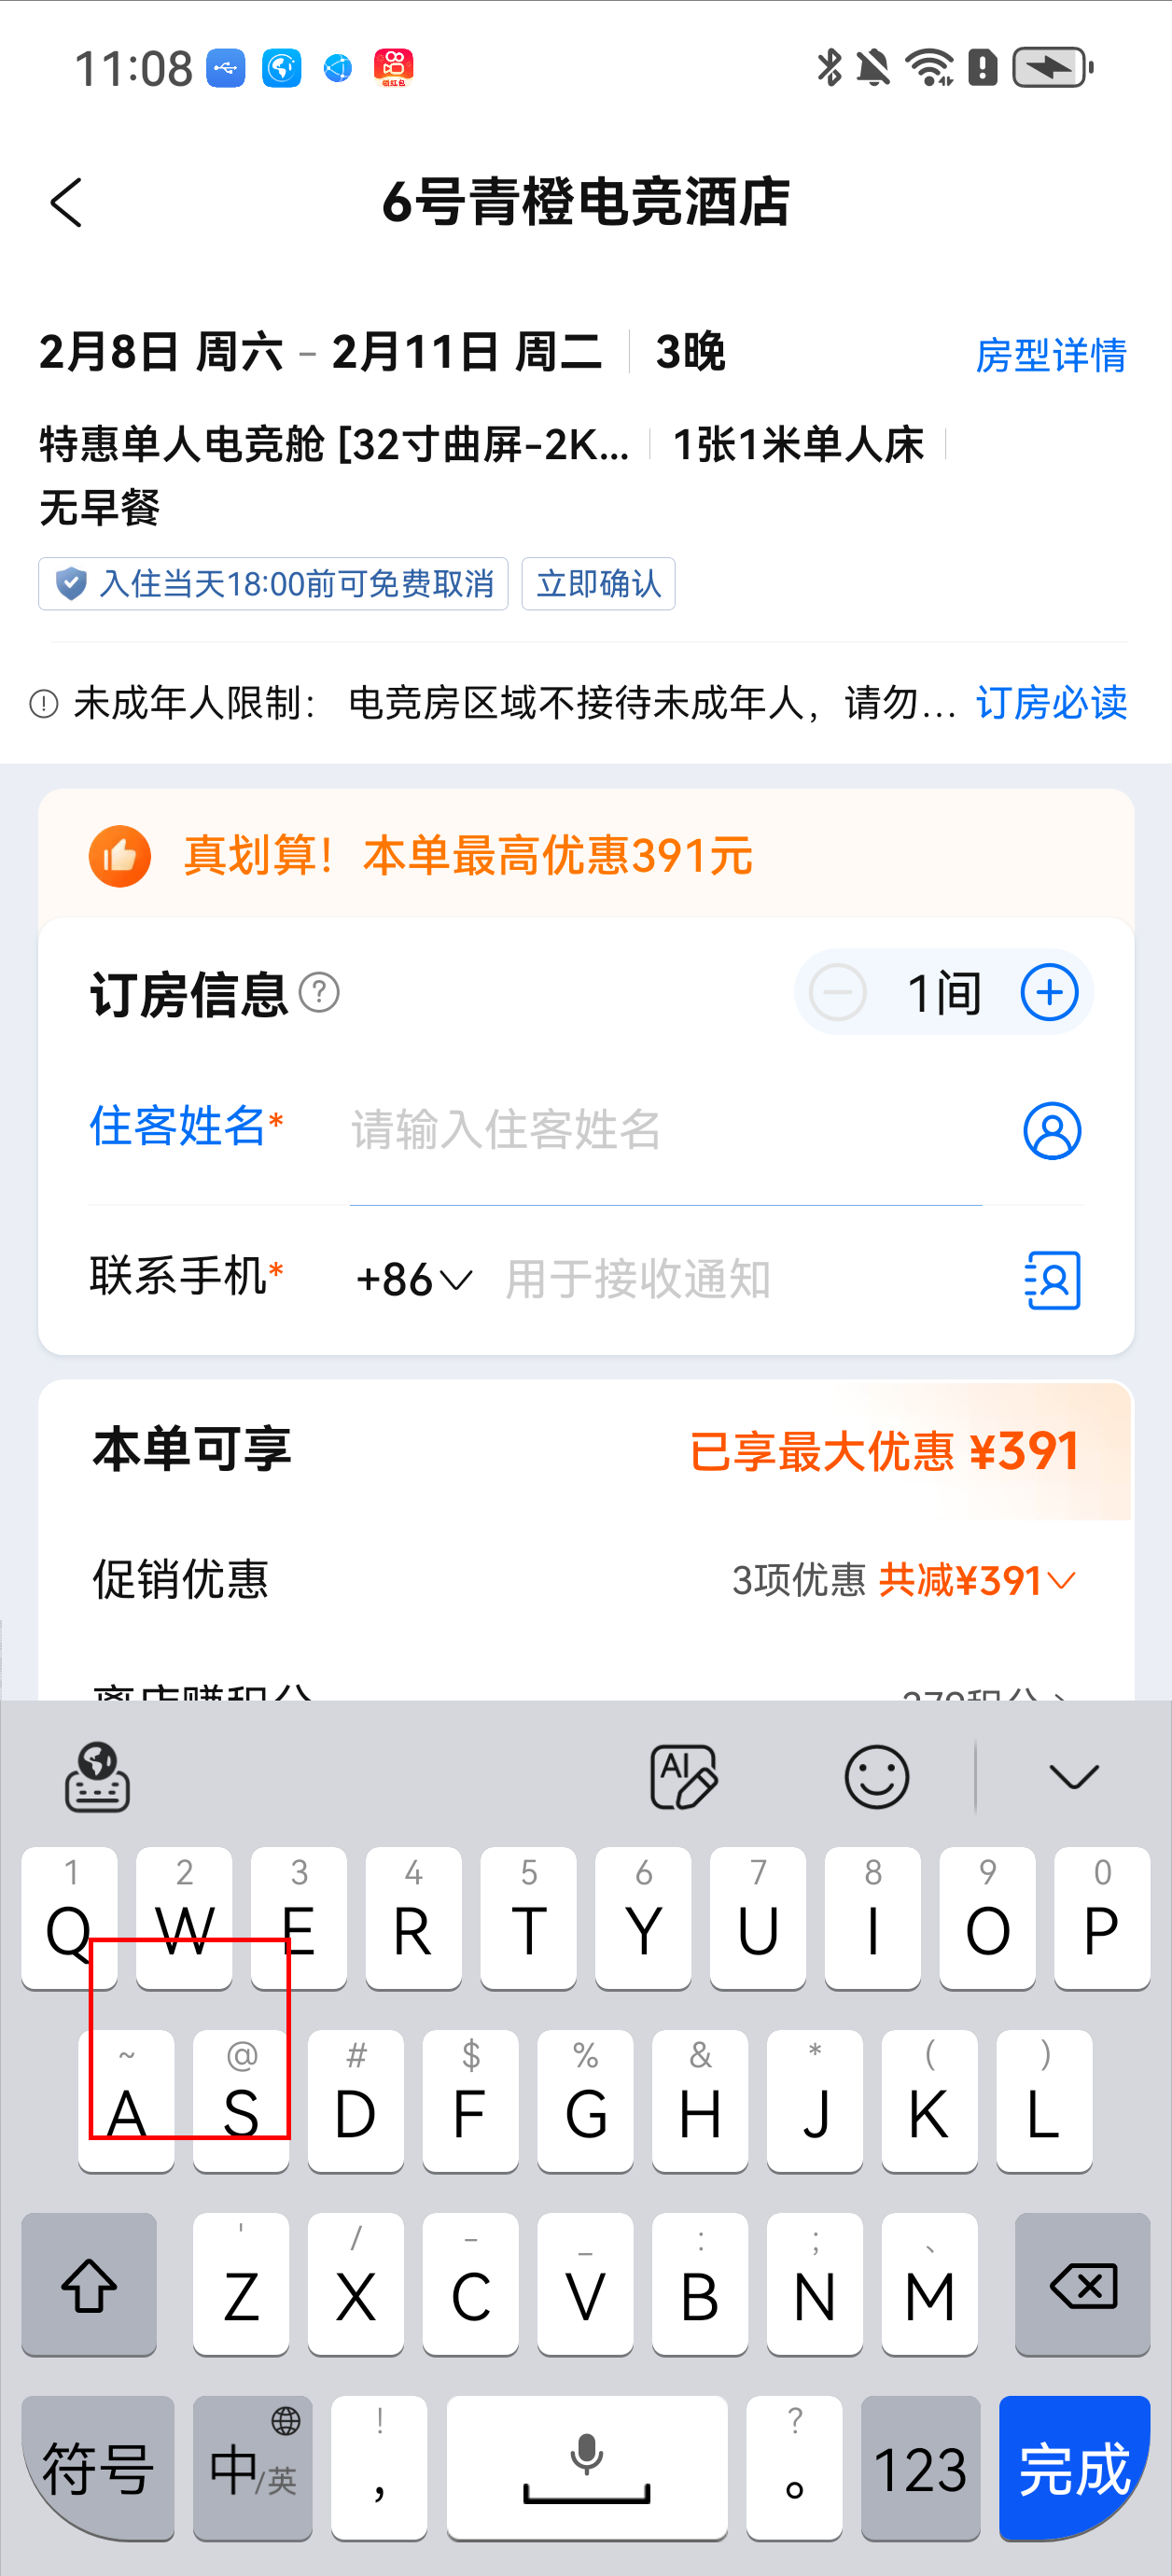 11:08
6号青橙电竞酒店
2月8日 周六 - 2月11日 周二 3晚 房型详情
特惠单人电竞舱 [32寸曲屏-2K... 1张1米单人床
无早餐
入住当天18:00前可免费取消 立即确认
未成年人限制： 电竞房区域不接待未成年人，请勿... 订房必读
真划算！本单最高优惠391元
订房信息 ? 1间
住客姓名* 请输入住客姓名
联系手机* +86 用于接收通知
本单可享 已享最大优惠 ¥391
促销优惠 3项优惠 共减¥391
AI
1 2 3 4 5 6 7 8 9 0
Q W E R T Y U I O P
~ @ # $ % & * ( )
A S D F G H J K L
' / - _ : ; 、
Z X C V B N M
! ?
符号 中/英 ， 。 123 完成